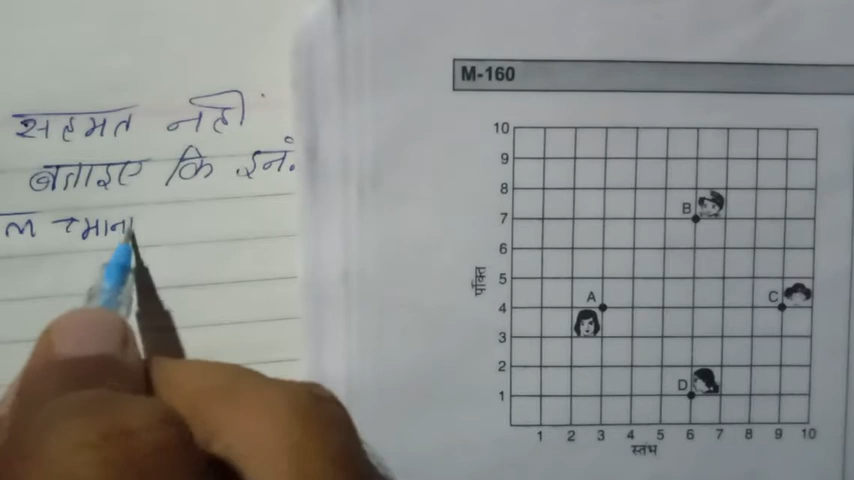 सहमत नहीं
बताइए कि इनं.
M-160
10
9
8
7
6
5
4
3
2
1
पंक्ति
A
B
C
D
1 2 3 4 5 6 7 8 9 10
स्तंभ